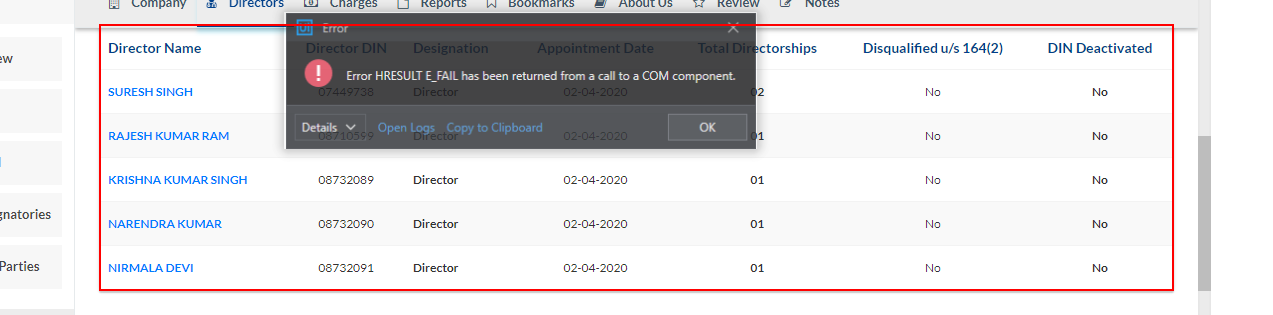 Company Directors Charges Reports Bookmarks About Us Review Notes
Error
Director Name Director DIN Designation Appointment Date Total Directorships Disqualified u/s 164(2) DIN Deactivated
ew
Error HRESULT E_FAIL has been returned from a call to a COM component.
SURESH SINGH 07449738 Director 02-04-2020 02 No No
Details Open Logs Copy to Clipboard OK
RAJESH KUMAR RAM 08710599 Director 02-04-2020 01 No No
KRISHNA KUMAR SINGH 08732089 Director 02-04-2020 01 No No
gnatories
NARENDRA KUMAR 08732090 Director 02-04-2020 01 No No
Parties
NIRMALA DEVI 08732091 Director 02-04-2020 01 No No